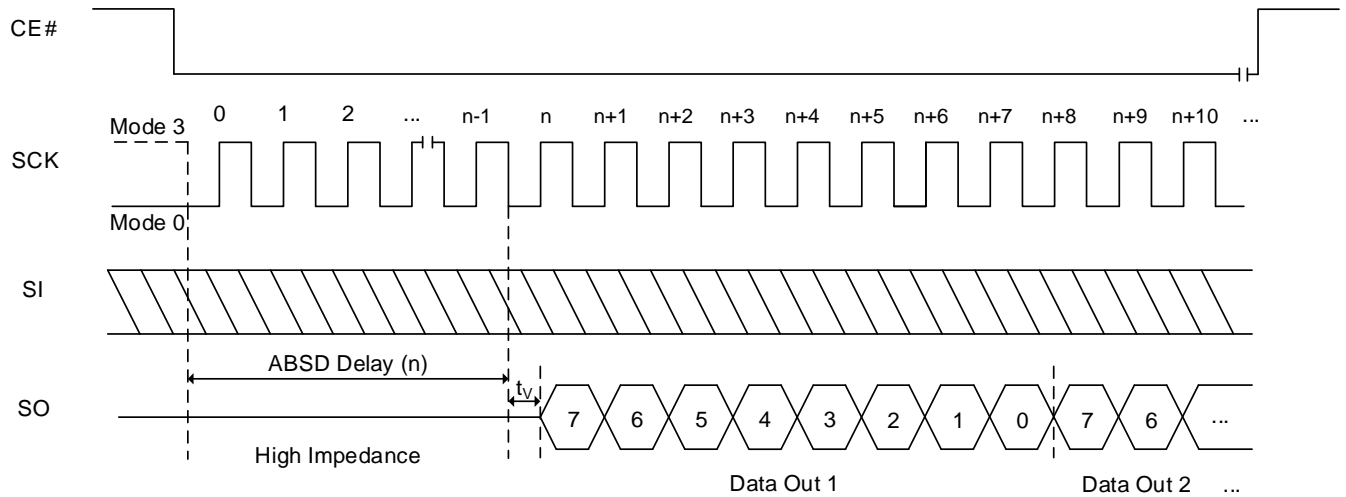 CE#
0 1 2 ... n-1 n n+1 n+2 n+3 n+4 n+5 n+6 n+7 n+8 n+9 n+10 ...
Mode 3
SCK
Mode 0
SI
ABSD Delay (n)
tV
SO
7 6 5 4 3 2 1 0 7 6 ...
High Impedance
Data Out 1 Data Out 2 ...